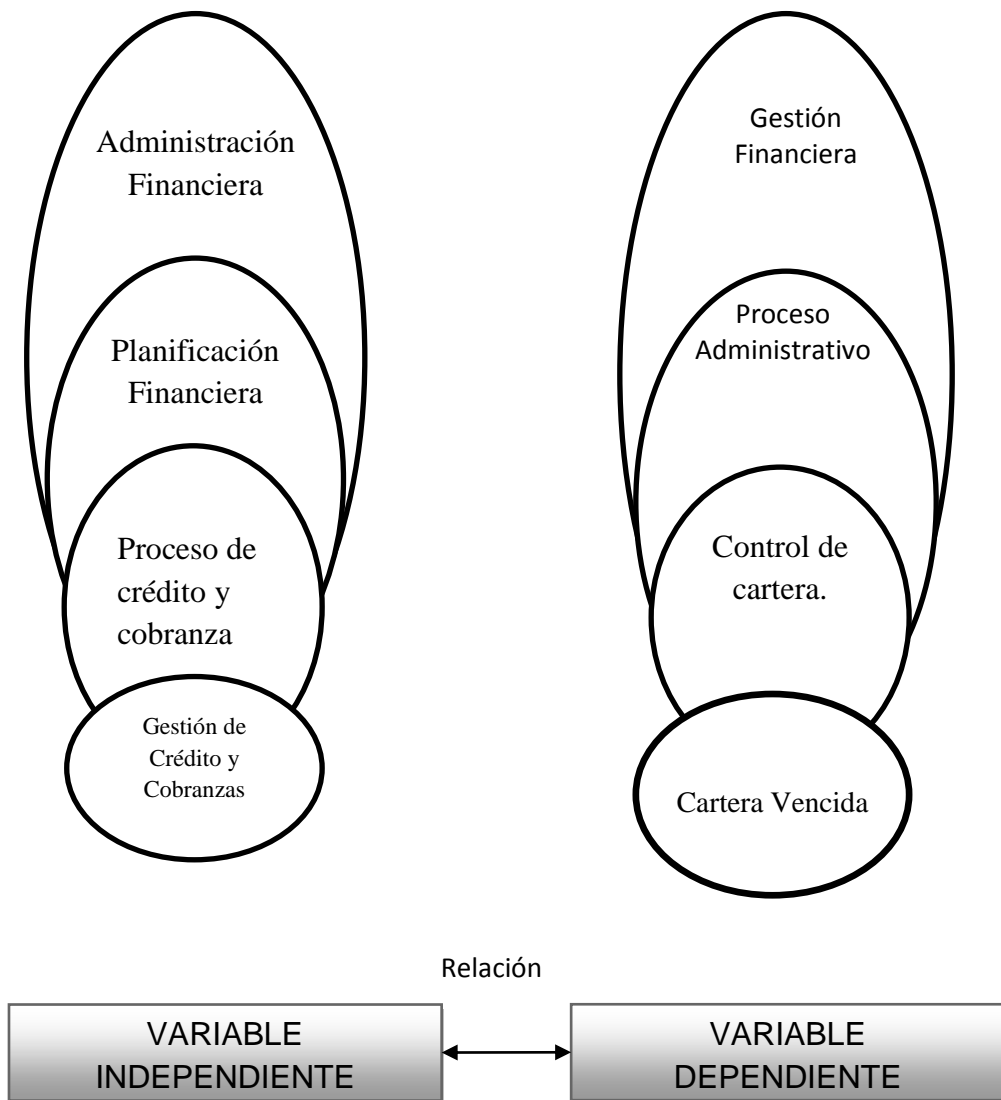 Administración
Financiera
Planificación
Financiera
Proceso de
crédito y
cobranza
Gestión de
Crédito y
Cobranzas
Gestión
Financiera
Proceso
Administrativo
Control de
cartera.
Cartera Vencida
Relación
VARIABLE
INDEPENDIENTE
VARIABLE
DEPENDIENTE